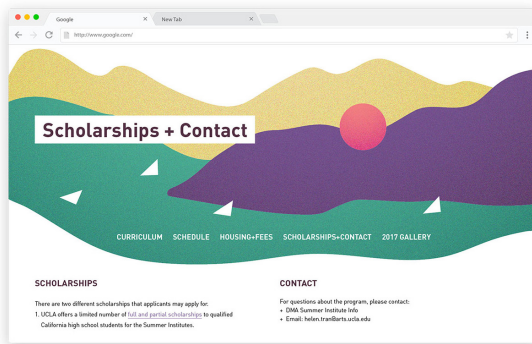 Google
New Tab
http://www.google.com/
Scholarships + Contact
CURRICULUM SCHEDULE HOUSING+FEES SCHOLARSHIPS+CONTACT 2017 GALLERY
SCHOLARSHIPS
There are two different scholarships that applicants may apply for.
1. UCLA offers a limited number of full and partial scholarships to qualified
California high school students for the Summer Institutes.
CONTACT
For questions about the program, please contact:
+ DMA Summer Institute Info
+ Email: helen.tran@arts.ucla.edu